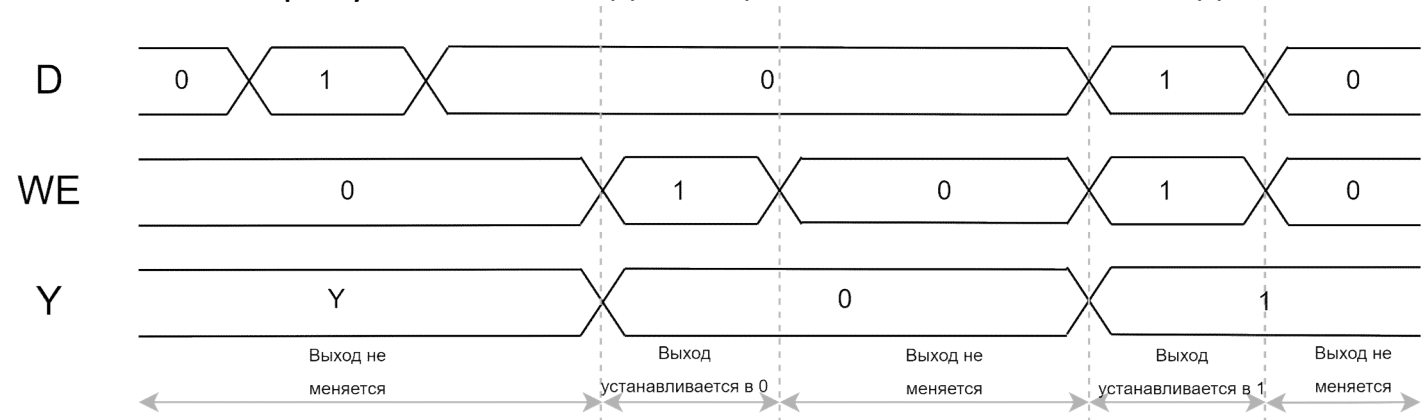 D 0 1 0 1 0
WE 0 1 0 1 0
Y Y 0 1
Выход не Выход Выход не Выход Выход не
меняется устанавливается в 0 меняется устанавливается в 1 меняется